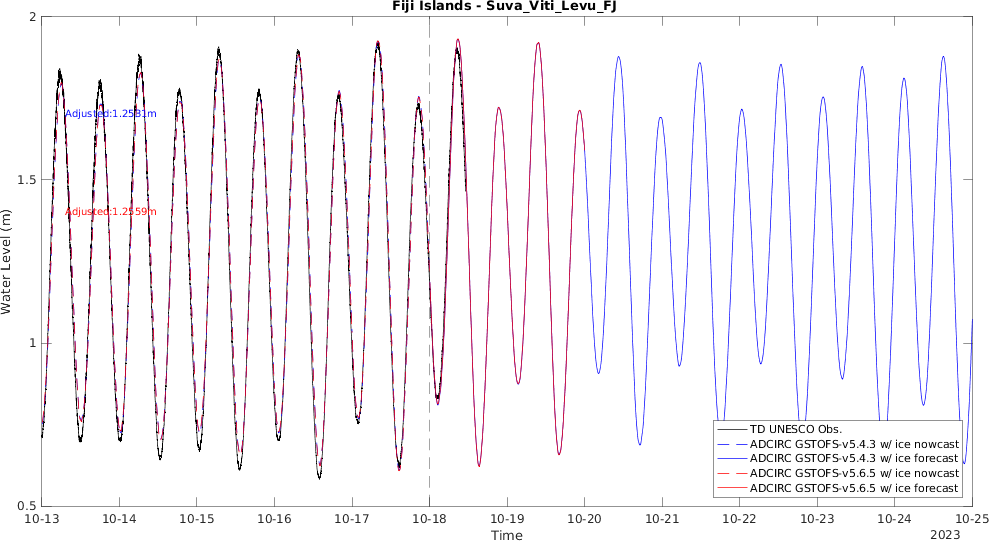 Fiji Islands - Suva_Viti_Levu_FJ
2
Adjusted:1.2531m
1.5
Adjusted:1.2559m
Water Level (m)
1
TD UNESCO Obs.
ADCIRC GSTOFS-v5.4.3 w/ ice nowcast
ADCIRC GSTOFS-v5.4.3 w/ ice forecast
ADCIRC GSTOFS-v5.6.5 w/ ice nowcast
ADCIRC GSTOFS-v5.6.5 w/ ice forecast
0.5
10-13 10-14 10-15 10-16 10-17 10-18 10-19 10-20 10-21 10-22 10-23 10-24 10-25
Time
2023